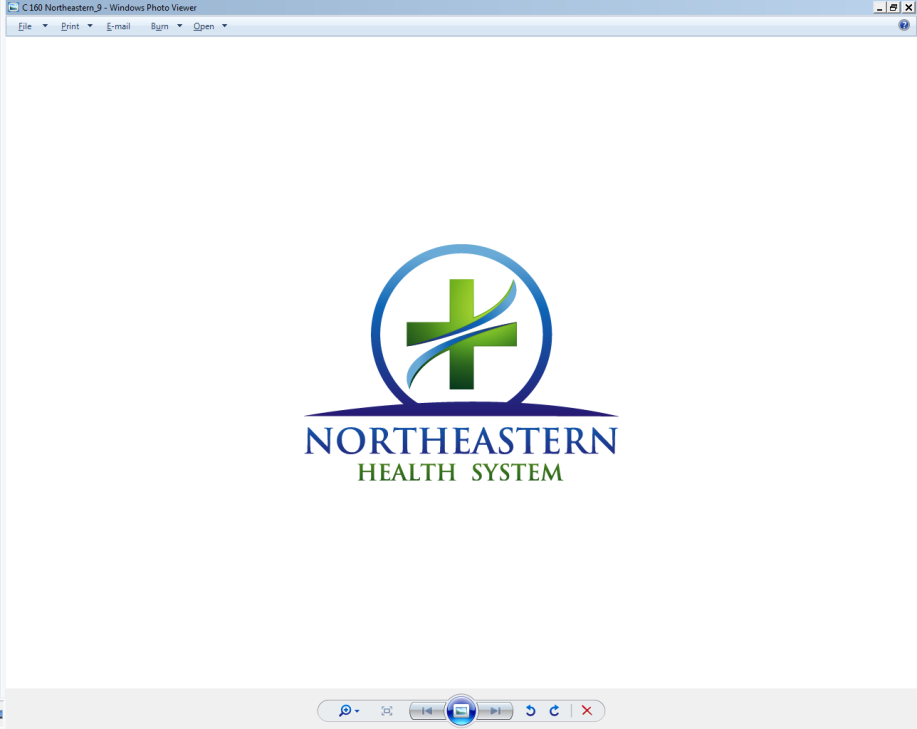 C 160 Northeastern_9 - Windows Photo Viewer
File Print E-mail Burn Open
NORTHEASTERN
HEALTH SYSTEM